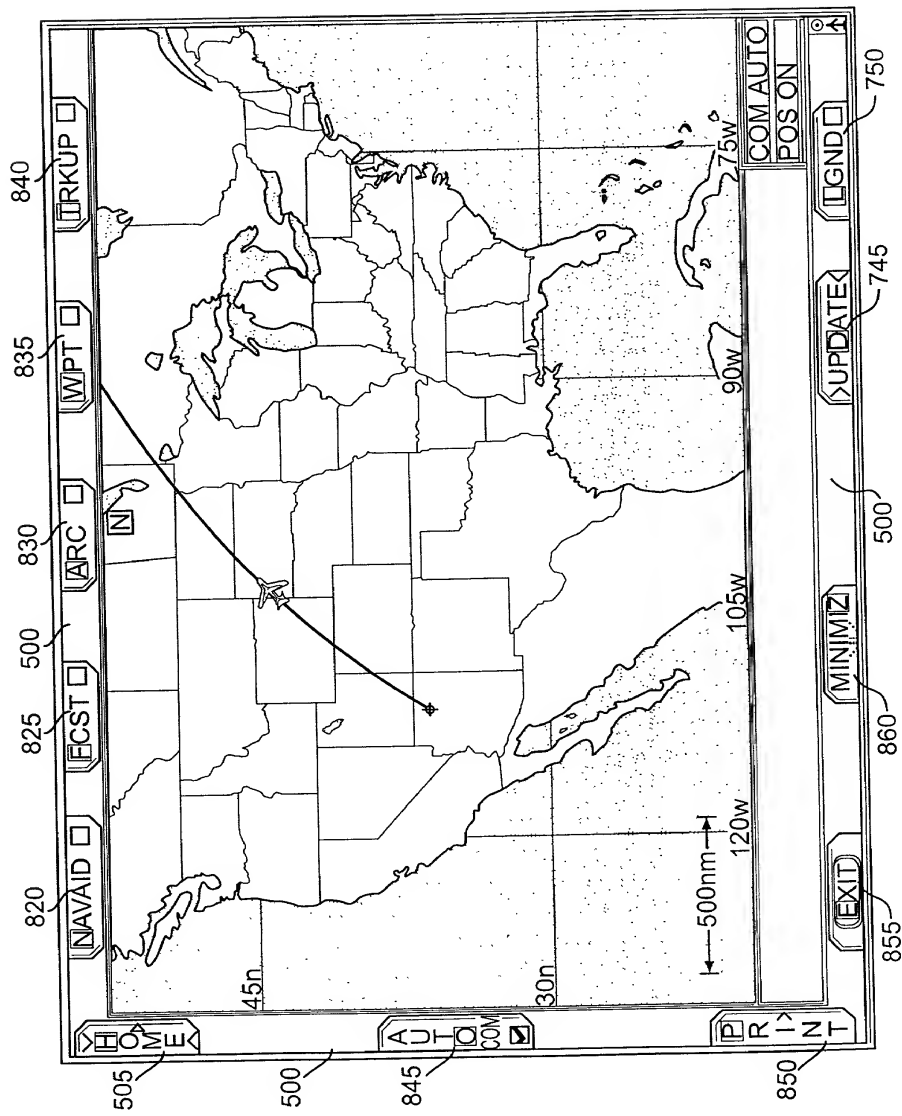 820
825
500
830
835
840
NAVAID
FCST
ARC
WPT
TRKUP
505
>HOME<
N
45n
500
845
AUTO
COM
30n
500nm
120w
105w
90w
75w
COM AUTO
POS ON
850
PRINT
>
EXIT
MINIMIZ
>UPDATE<
LGND
855
860
500
745
750